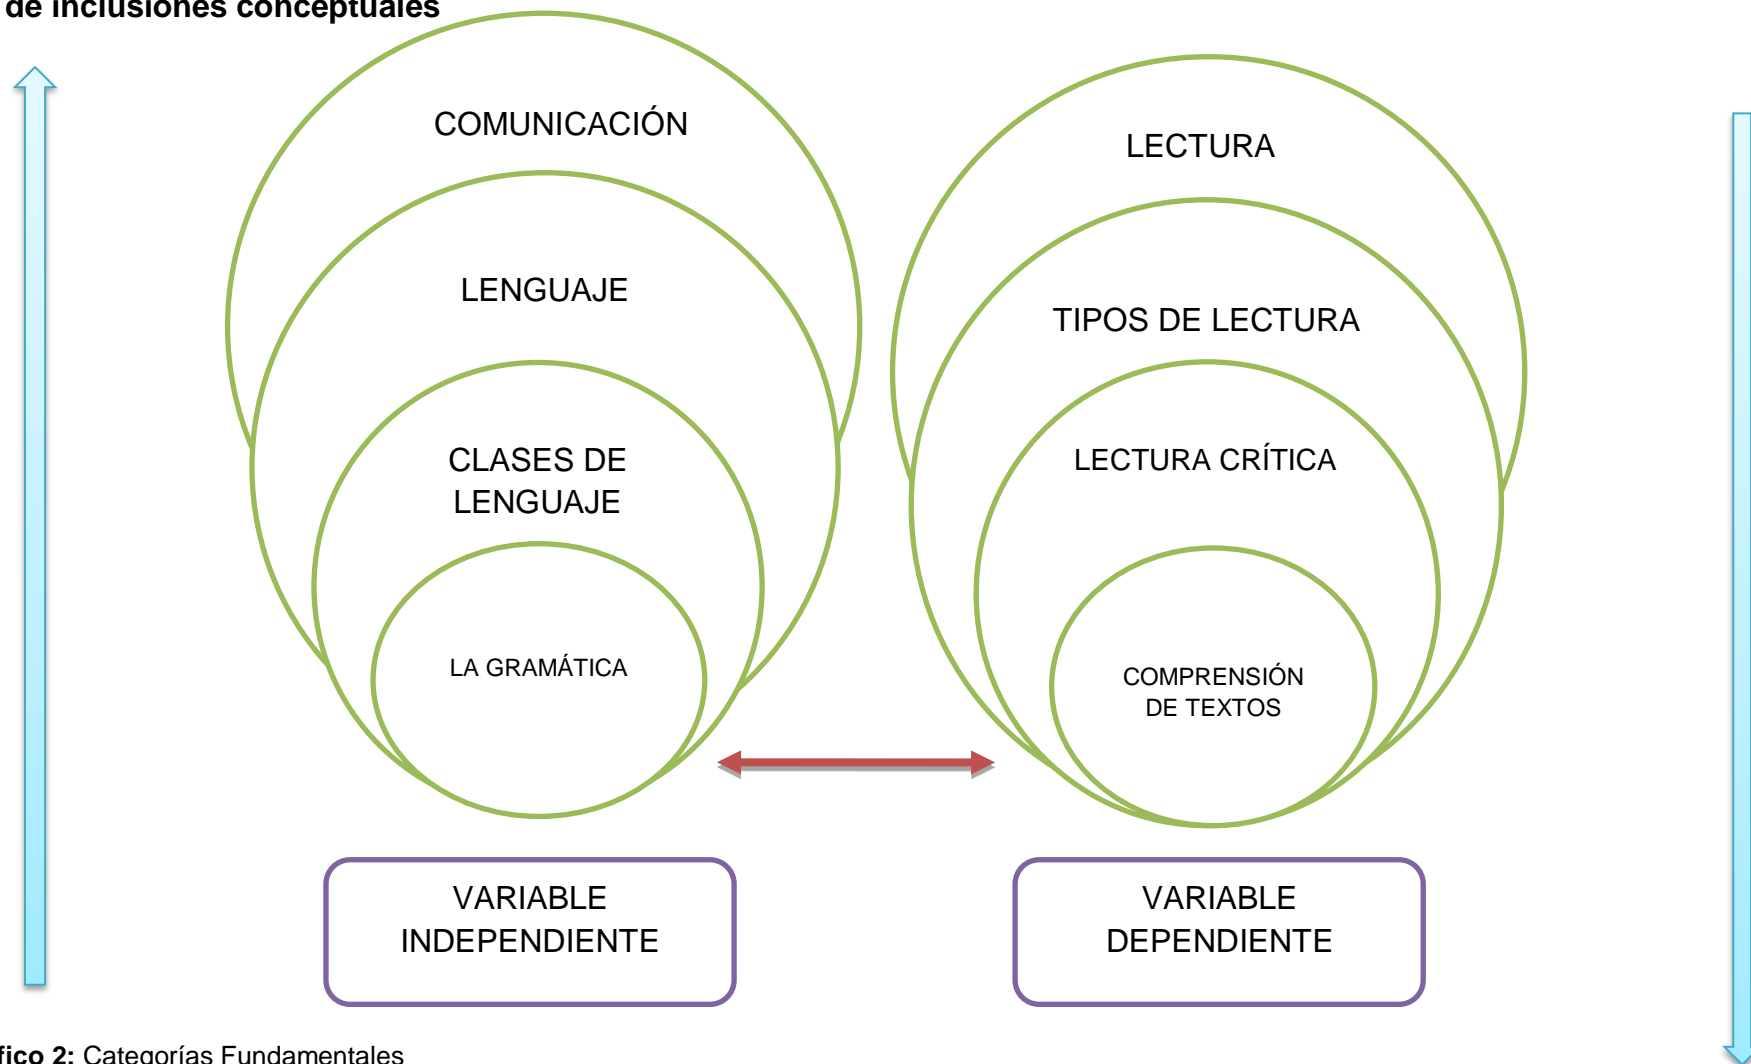 de inclusiones conceptuales
COMUNICACIÓN
LENGUAJE
CLASES DE
LENGUAJE
LA GRAMÁTICA
LECTURA
TIPOS DE LECTURA
LECTURA CRÍTICA
COMPRENSIÓN
DE TEXTOS
VARIABLE
INDEPENDIENTE
VARIABLE
DEPENDIENTE
fico 2: Categorías Fundamentales